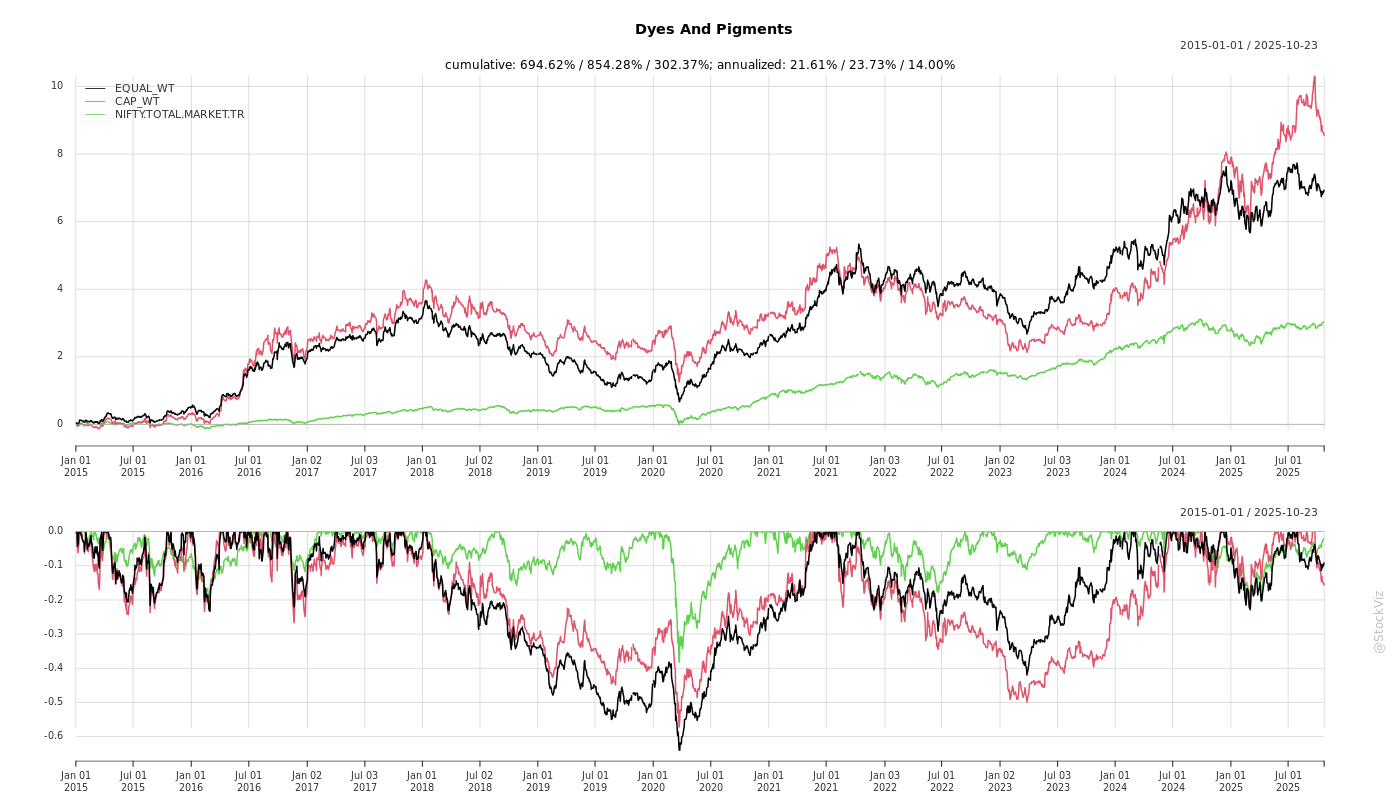 Dyes And Pigments
2015-01-01 / 2025-10-23
cumulative: 694.62% / 854.28% / 302.37%; annualized: 21.61% / 23.73% / 14.00%
EQUAL_WT
CAP_WT
NIFTY.TOTAL.MARKET.TR
10
8
6
4
2
0
Jan 01 Jul 01 Jan 01 Jul 01 Jan 02 Jul 03 Jan 01 Jul 02 Jan 01 Jul 01 Jan 01 Jul 01 Jan 01 Jul 01 Jan 03 Jul 01 Jan 02 Jul 03 Jan 01 Jul 01 Jan 01 Jul 01
2015 2015 2016 2016 2017 2017 2018 2018 2019 2019 2020 2020 2021 2021 2022 2022 2023 2023 2024 2024 2025 2025
2015-01-01 / 2025-10-23
0.0
-0.1
-0.2
-0.3
-0.4
-0.5
-0.6
Jan 01 Jul 01 Jan 01 Jul 01 Jan 02 Jul 03 Jan 01 Jul 02 Jan 01 Jul 01 Jan 01 Jul 01 Jan 01 Jul 01 Jan 03 Jul 01 Jan 02 Jul 03 Jan 01 Jul 01 Jan 01 Jul 01
2015 2015 2016 2016 2017 2017 2018 2018 2019 2019 2020 2020 2021 2021 2022 2022 2023 2023 2024 2024 2025 2025
@StockViz